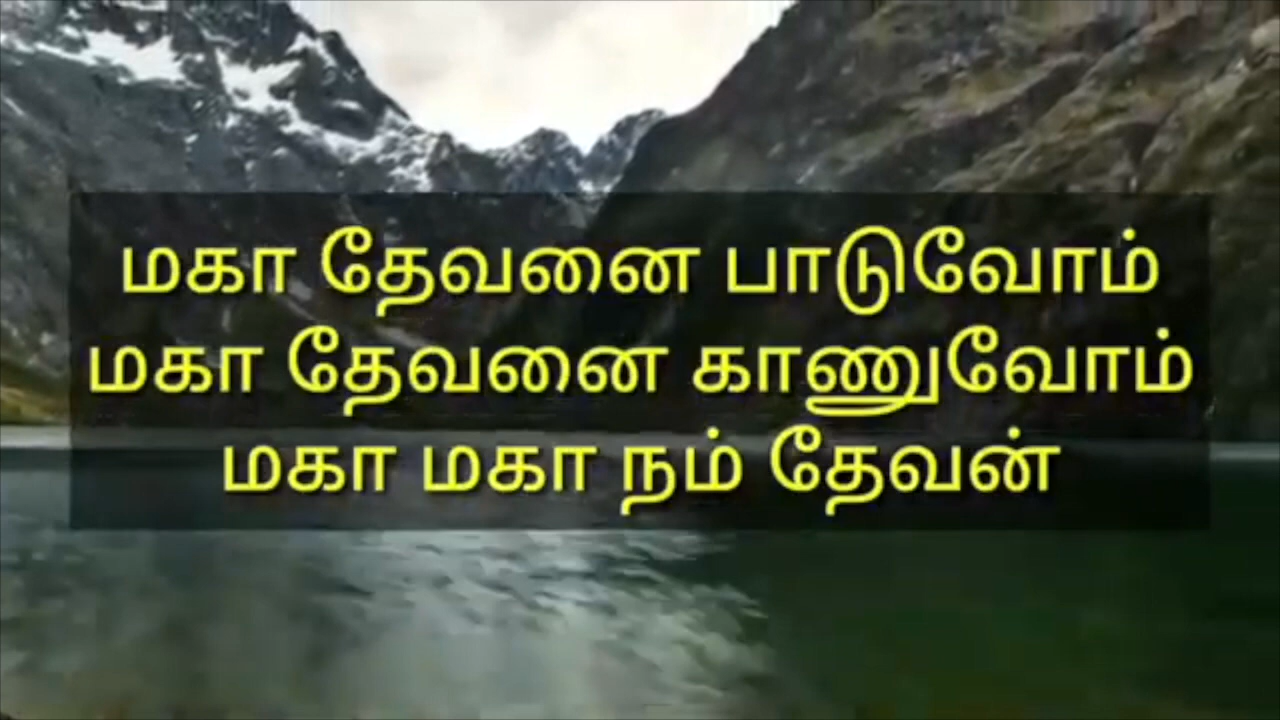 மகா தேவனை பாடுவோம்
மகா தேவனை காணுவோம்
மகா மகா நம் தேவன்